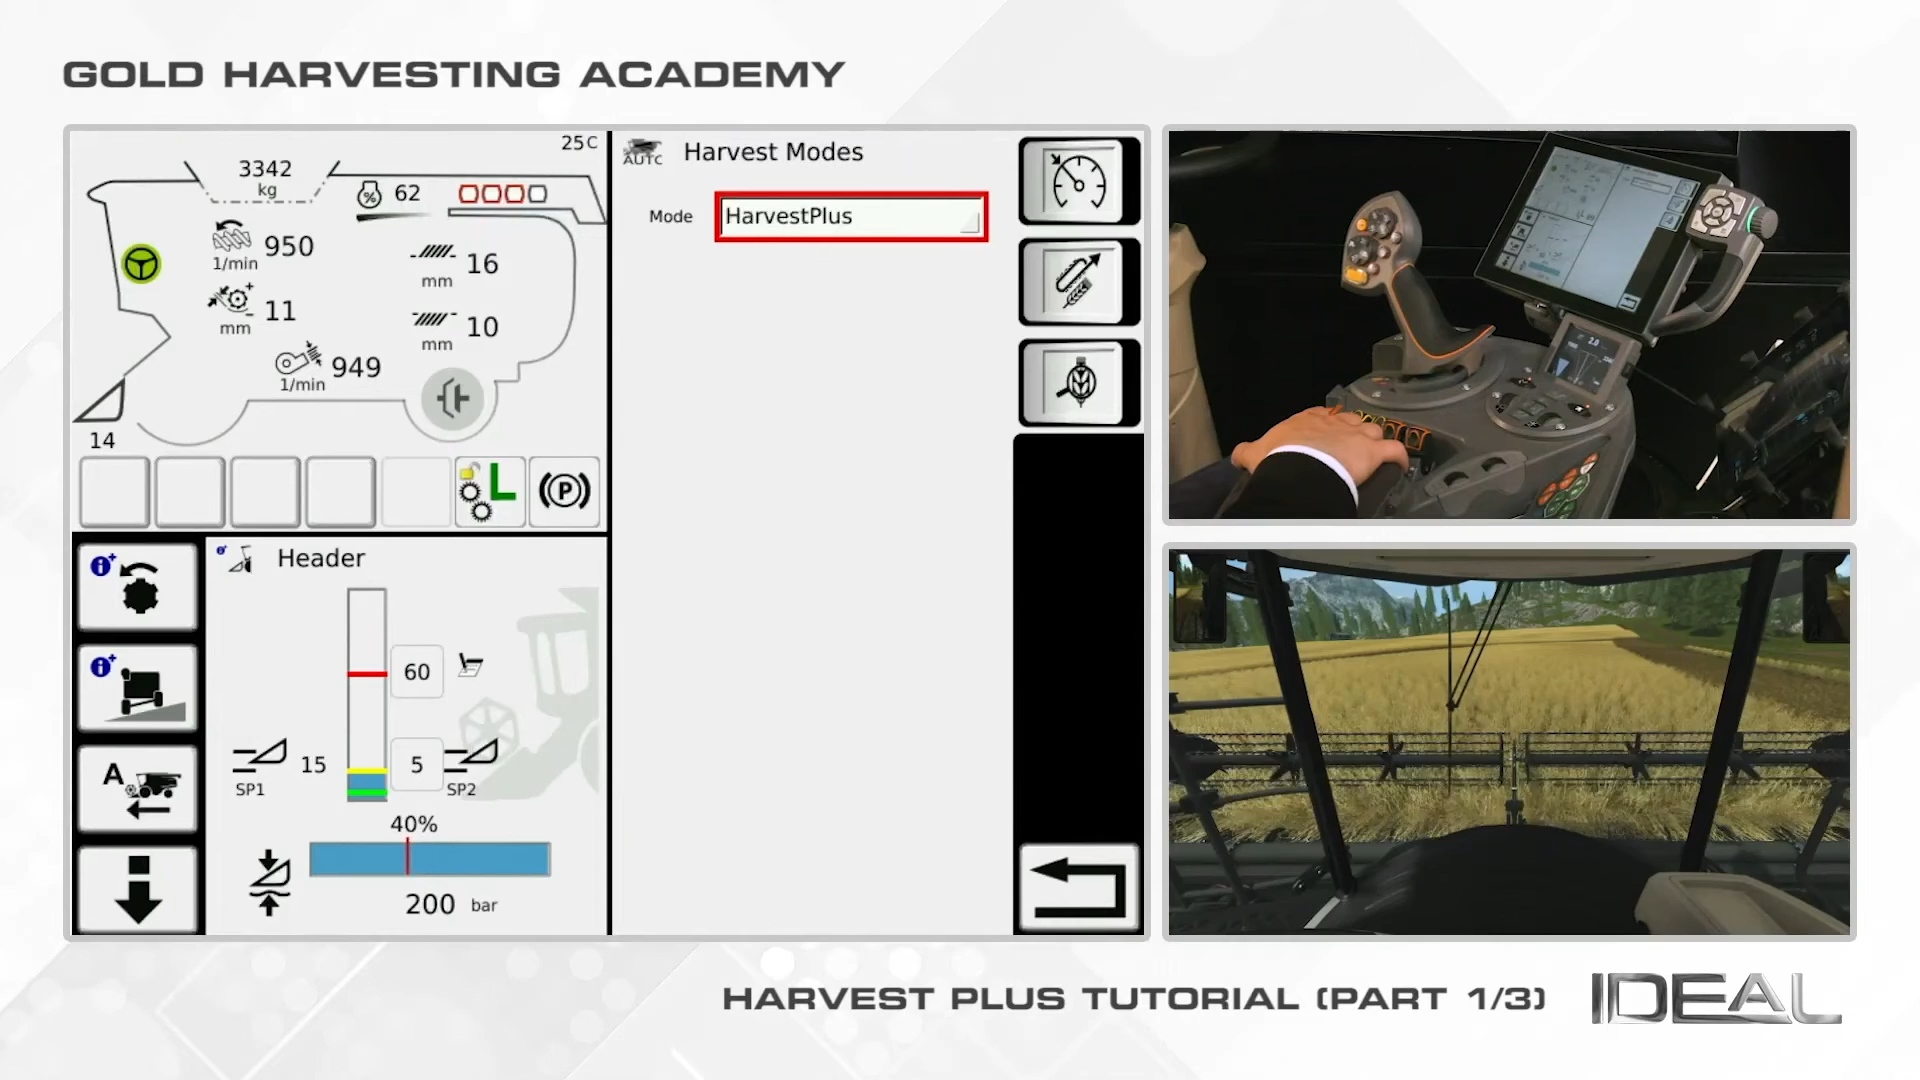 GOLD HARVESTING ACADEMY
25C
3342
kg
% 62
1/min 950
16
mm
11
mm
10
mm
949
1/min
14
L
P
AUTC Harvest Modes
Mode HarvestPlus
Header
60
15
5
SP1
SP2
A
40%
200 bar
HARVEST PLUS TUTORIAL (PART 1/3)
IDEAL